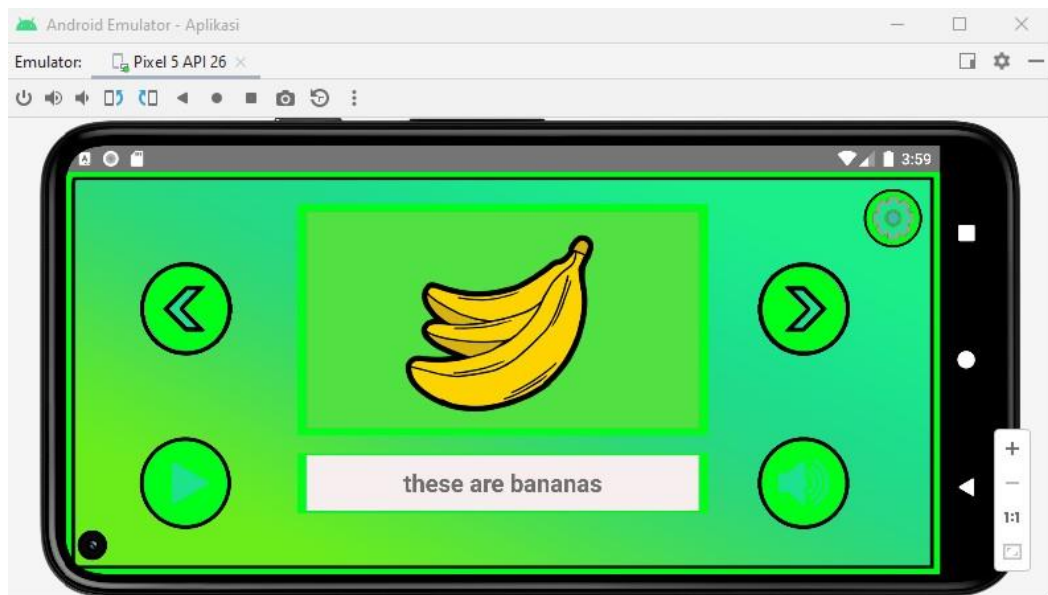 Android Emulator - Aplikasi
Emulator: Pixel 5 API 26
3:59
these are bananas
1:1